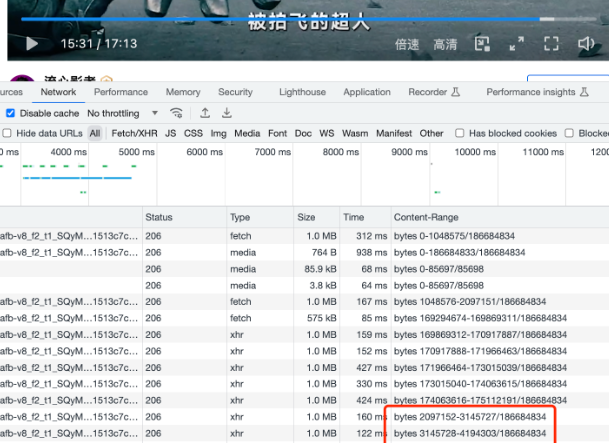 被拍飞的超人
15:31 / 17:13
倍速 高清
流心影者
ources Network Performance Memory Security Lighthouse Application Recorder Performance insights
Disable cache No throttling
Hide data URLs All Fetch/XHR JS CSS Img Media Font Doc WS Wasm Manifest Other Has blocked cookies Blocke
0 ms 4000 ms 5000 ms 6000 ms 7000 ms 8000 ms 9000 ms 10000 ms 11000 ms 1200
Status Type Size Time Content-Range
afb-v8_f2_t1_SQyM...1513c7c... 206 fetch 1.0 MB 312 ms bytes 0-1048575/186684834
afb-v8_f2_t1_SQyM...1513c7c... 206 media 764 B 938 ms bytes 0-186684833/186684834
206 media 85.9 kB 68 ms bytes 0-85697/85698
206 media 3.8 kB 64 ms bytes 0-85697/85698
afb-v8_f2_t1_SQyM...1513c7c... 206 fetch 1.0 MB 167 ms bytes 1048576-2097151/186684834
afb-v8_f2_t1_SQyM...1513c7c... 206 fetch 575 kB 85 ms bytes 169294674-169869311/186684834
afb-v8_f2_t1_SQyM...1513c7c... 206 xhr 1.0 MB 159 ms bytes 169869312-170917887/186684834
afb-v8_f2_t1_SQyM...1513c7c... 206 xhr 1.0 MB 152 ms bytes 170917888-171966463/186684834
afb-v8_f2_t1_SQyM...1513c7c... 206 xhr 1.0 MB 427 ms bytes 171966464-173015039/186684834
afb-v8_f2_t1_SQyM...1513c7c... 206 xhr 1.0 MB 330 ms bytes 173015040-174063615/186684834
afb-v8_f2_t1_SQyM...1513c7c... 206 xhr 1.0 MB 424 ms bytes 174063616-175112191/186684834
afb-v8_f2_t1_SQyM...1513c7c... 206 xhr 1.0 MB 160 ms bytes 2097152-3145727/186684834
afb-v8_f2_t1_SQyM...1513c7c... 206 xhr 1.0 MB 122 ms bytes 3145728-4194303/186684834